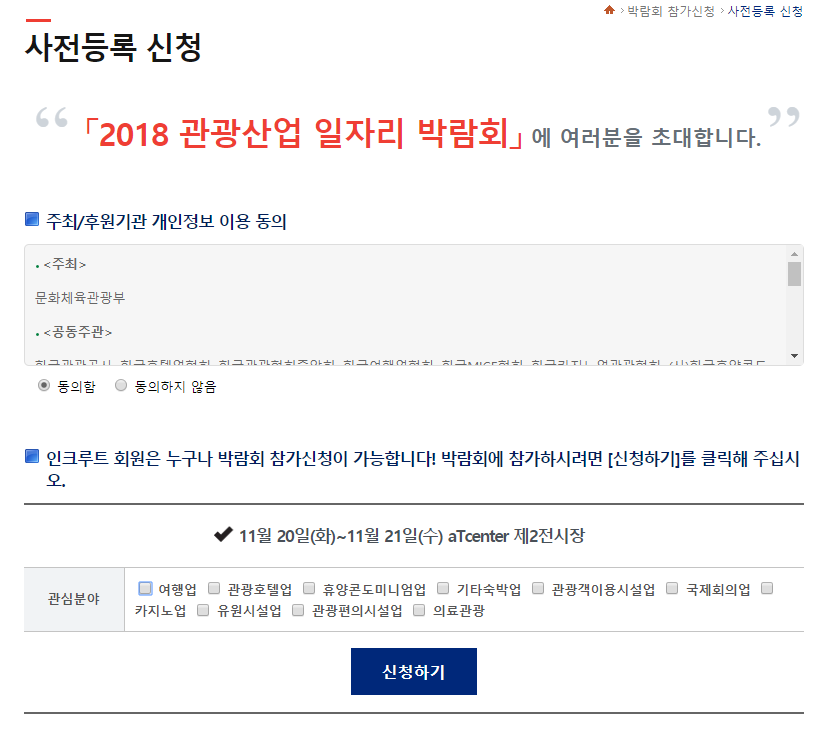 박람회 참가신청 > 사전등록 신청
사전등록 신청
“「2018 관광산업 일자리 박람회」에 여러분을 초대합니다.”
주최/후원기관 개인정보 이용 동의
<주최>
문화체육관광부
<공동주관>
동의함 동의하지 않음
인크루트 회원은 누구나 박람회 참가신청이 가능합니다! 박람회에 참가하시려면 [신청하기]를 클릭해 주십시
오.
11월 20일(화)~11월 21일(수) aTcenter 제2전시장
관심분야
여행업 관광호텔업 휴양콘도미니엄업 기타숙박업 관광객이용시설업 국제회의업
카지노업 유원시설업 관광편의시설업 의료관광
신청하기